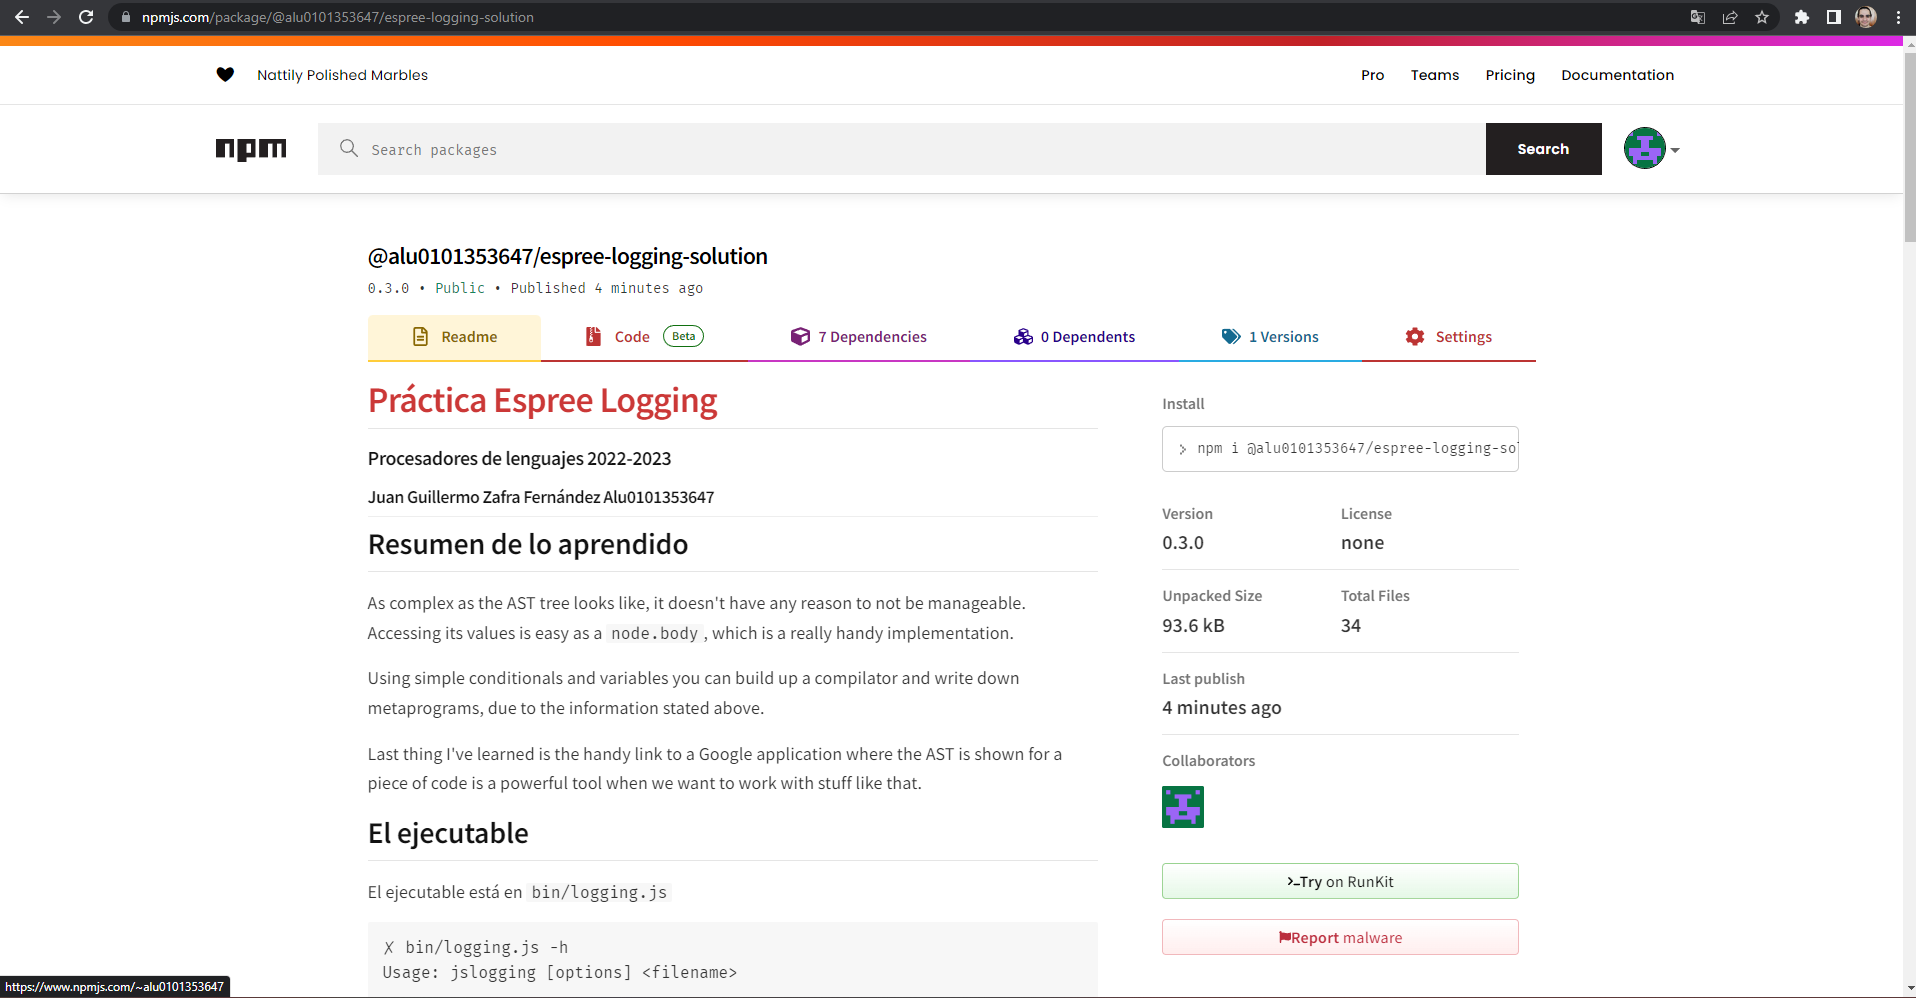 npmjs.com/package/@alu0101353647/espree-logging-solution
Nattily Polished Marbles
Pro
Teams
Pricing
Documentation
npm
Search packages
Search
@alu0101353647/espree-logging-solution
0.3.0 • Public • Published 4 minutes ago
Readme
Code
Beta
7 Dependencies
0 Dependents
1 Versions
Settings
Práctica Espree Logging
Procesadores de lenguajes 2022-2023
Juan Guillermo Zafra Fernández Alu0101353647
Resumen de lo aprendido
As complex as the AST tree looks like, it doesn't have any reason to not be manageable.
Accessing its values is easy as a node.body, which is a really handy implementation.
Using simple conditionals and variables you can build up a compilator and write down
metaprograms, due to the information stated above.
Last thing I've learned is the handy link to a Google application where the AST is shown for a
piece of code is a powerful tool when we want to work with stuff like that.
El ejecutable
El ejecutable está en bin/logging.js
✗ bin/logging.js -h
Usage: jslogging [options] <filename>
Install
> npm i @alu0101353647/espree-logging-so
Version
License
0.3.0
none
Unpacked Size
Total Files
93.6 kB
34
Last publish
4 minutes ago
Collaborators
>_Try on RunKit
Report malware
https://www.npmjs.com/~alu0101353647